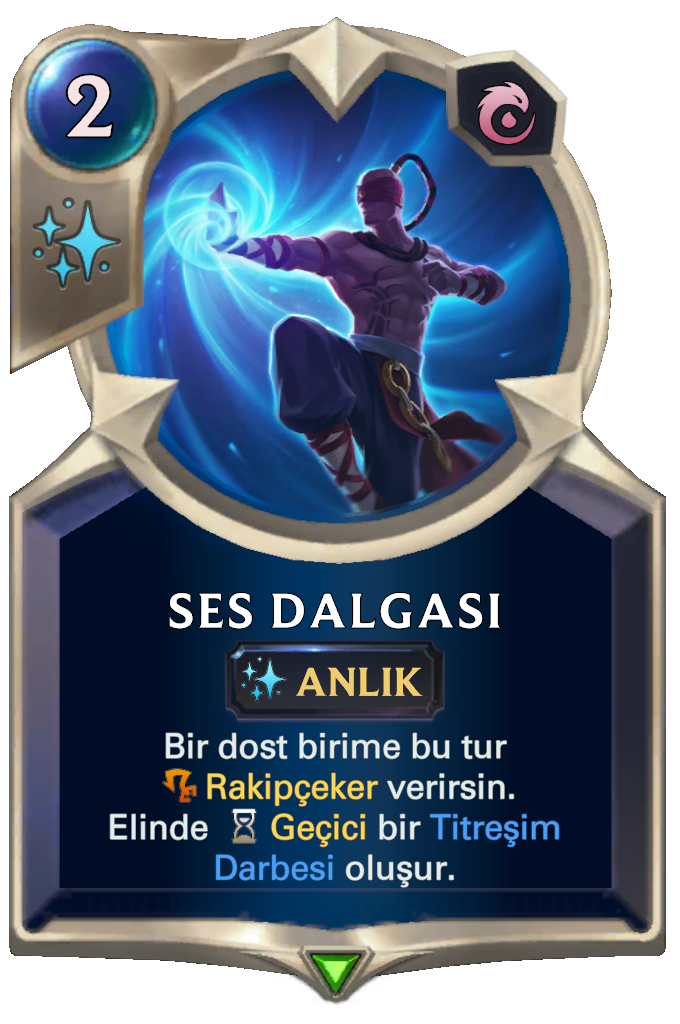 2
SES DALGASI
ANLIK
Bir dost birime bu tur
Rakipçeker verirsin.
Elinde Geçici bir Titreşim
Darbesi oluşur.